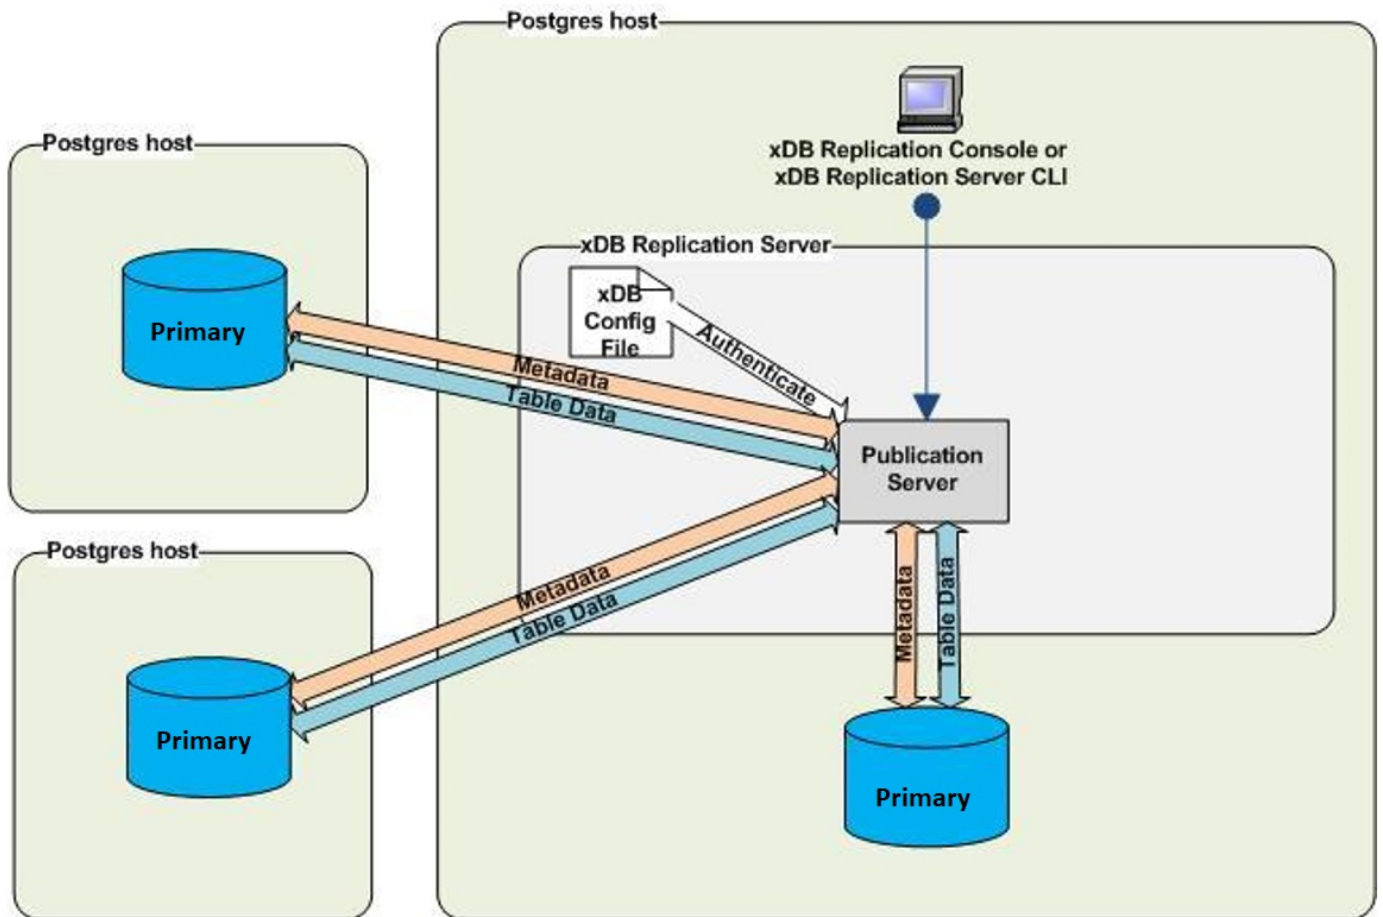 Postgres host
xDB Replication Console or
xDB Replication Server CLI
Postgres host
Primary
xDB Replication Server
xDB
Config
File
Authenticate
Metadata
Table Data
Publication
Server
Metadata
Table Data
Metadata
Table Data
Postgres host
Primary
Primary